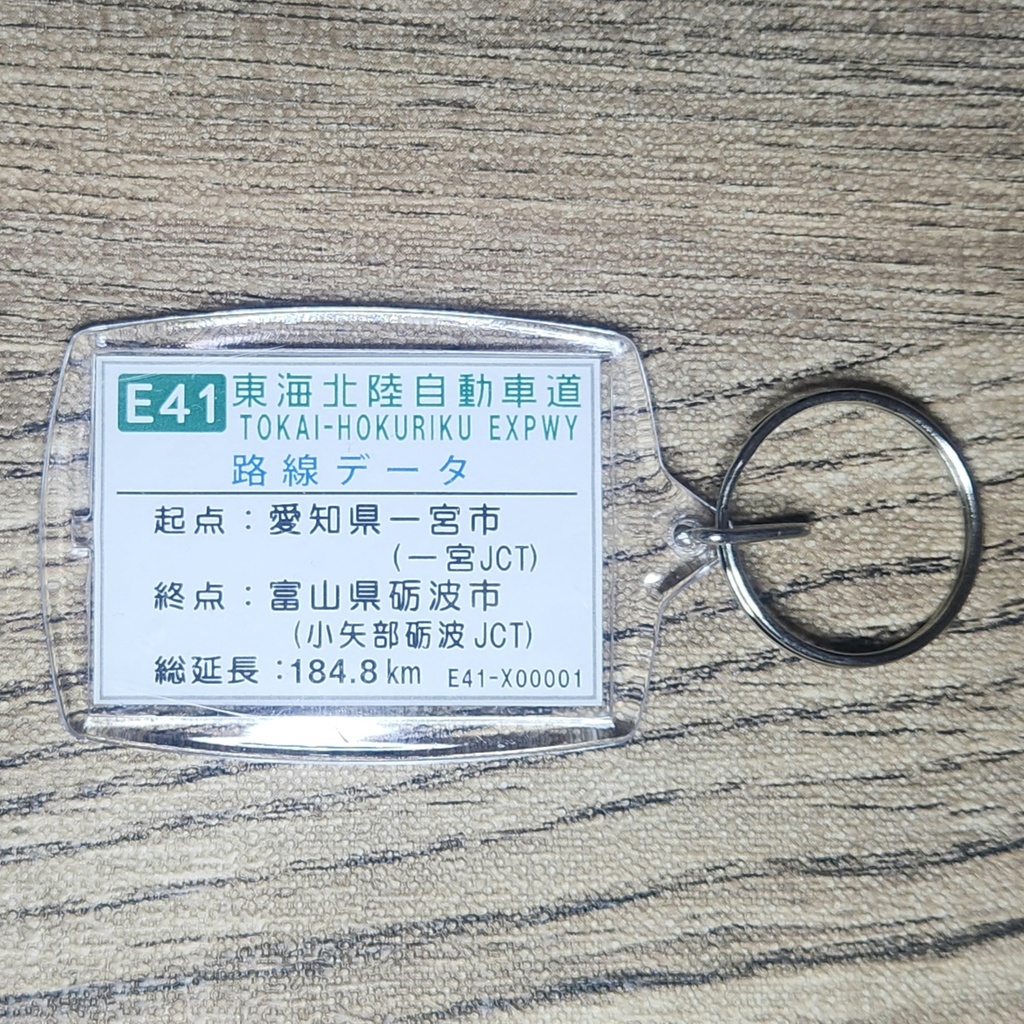 E41 東海北陸自動車道
TOKAI-HOKURIKU EXPWY
路線データ
起点：愛知県一宮市
(一宮JCT)
終点：富山県砺波市
(小矢部砺波JCT)
総延長：184.8km E41-X00001